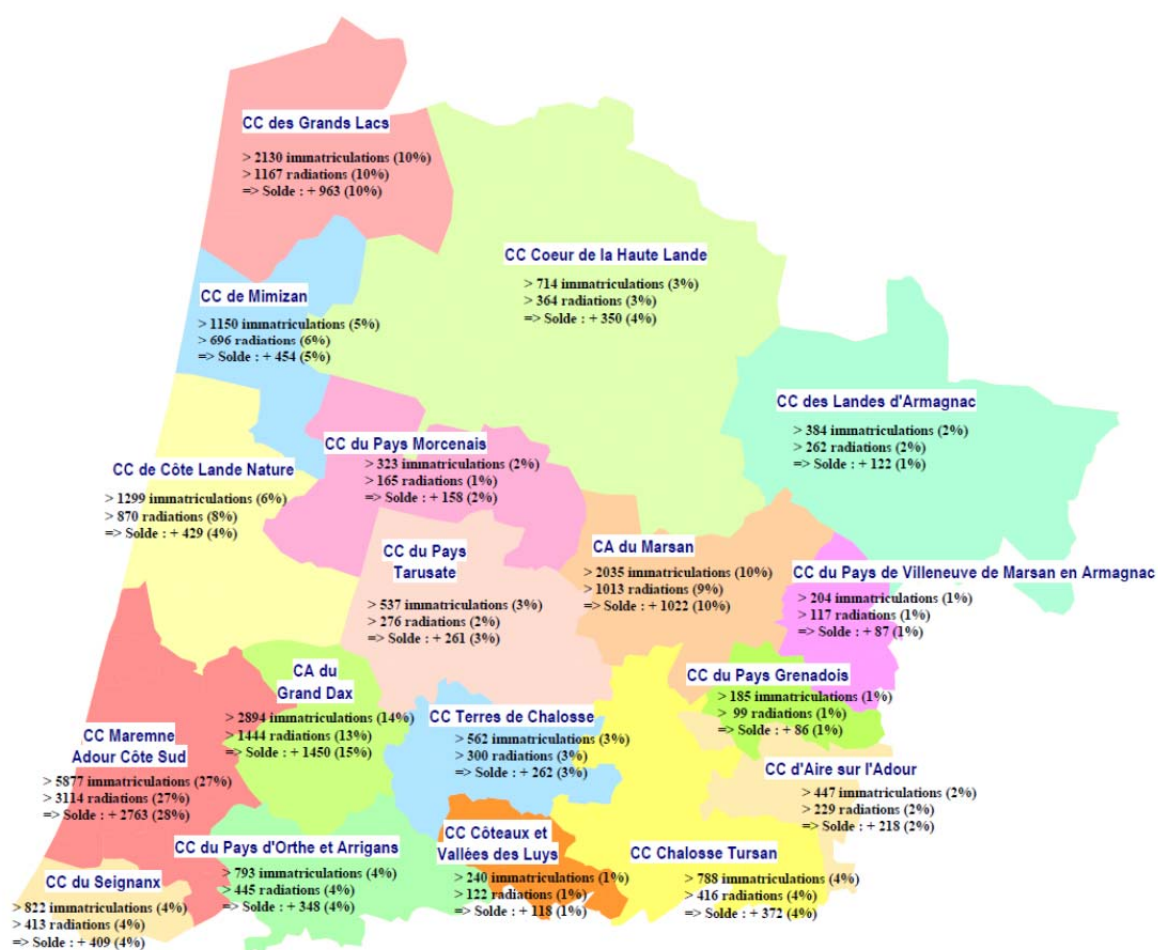 CC des Grands Lacs
> 2130 immatriculations (10%)
> 1167 radiations (10%)
=> Solde : + 963 (10%)
CC Coeur de la Haute Lande
> 714 immatriculations (3%)
> 364 radiations (3%)
=> Solde : + 350 (4%)
CC de Mimizan
> 1150 immatriculations (5%)
> 696 radiations (6%)
=> Solde : + 454 (5%)
CC des Landes d'Armagnac
> 384 immatriculations (2%)
> 262 radiations (2%)
=> Solde : + 122 (1%)
CC du Pays Morcenais
> 323 immatriculations (2%)
> 165 radiations (1%)
=> Solde : + 158 (2%)
CC de Côte Lande Nature
> 1299 immatriculations (6%)
> 870 radiations (8%)
=> Solde : + 429 (4%)
CC du Pays
Tarusate
> 537 immatriculations (3%)
> 276 radiations (2%)
=> Solde : + 261 (3%)
CA du Marsan
> 2035 immatriculations (10%)
> 1013 radiations (9%)
=> Solde : + 1022 (10%)
CC du Pays de Villeneuve de Marsan en Armagnac
> 204 immatriculations (1%)
> 117 radiations (1%)
=> Solde : + 87 (1%)
CA du
Grand Dax
> 2894 immatriculations (14%)
> 1444 radiations (13%)
=> Solde : + 1450 (15%)
CC du Pays Grenadois
> 185 immatriculations (1%)
> 99 radiations (1%)
=> Solde : + 86 (1%)
CC Terres de Chalosse
> 562 immatriculations (3%)
> 300 radiations (3%)
=> Solde : + 262 (3%)
CC Maremne
Adour Côte Sud
> 5877 immatriculations (27%)
> 3114 radiations (27%)
=> Solde : + 2763 (28%)
CC d'Aire sur l'Adour
> 447 immatriculations (2%)
> 229 radiations (2%)
=> Solde : + 218 (2%)
CC du Pays d'Orthe et Arrigans
> 793 immatriculations (4%)
> 445 radiations (4%)
=> Solde : + 348 (4%)
CC Côteaux et
Vallées des Luys
> 240 immatriculations (1%)
> 122 radiations (1%)
=> Solde : + 118 (1%)
CC Chalosse Tursan
> 788 immatriculations (4%)
> 416 radiations (4%)
=> Solde : + 372 (4%)
CC du Seignanx
> 822 immatriculations (4%)
> 413 radiations (4%)
=> Solde : + 409 (4%)